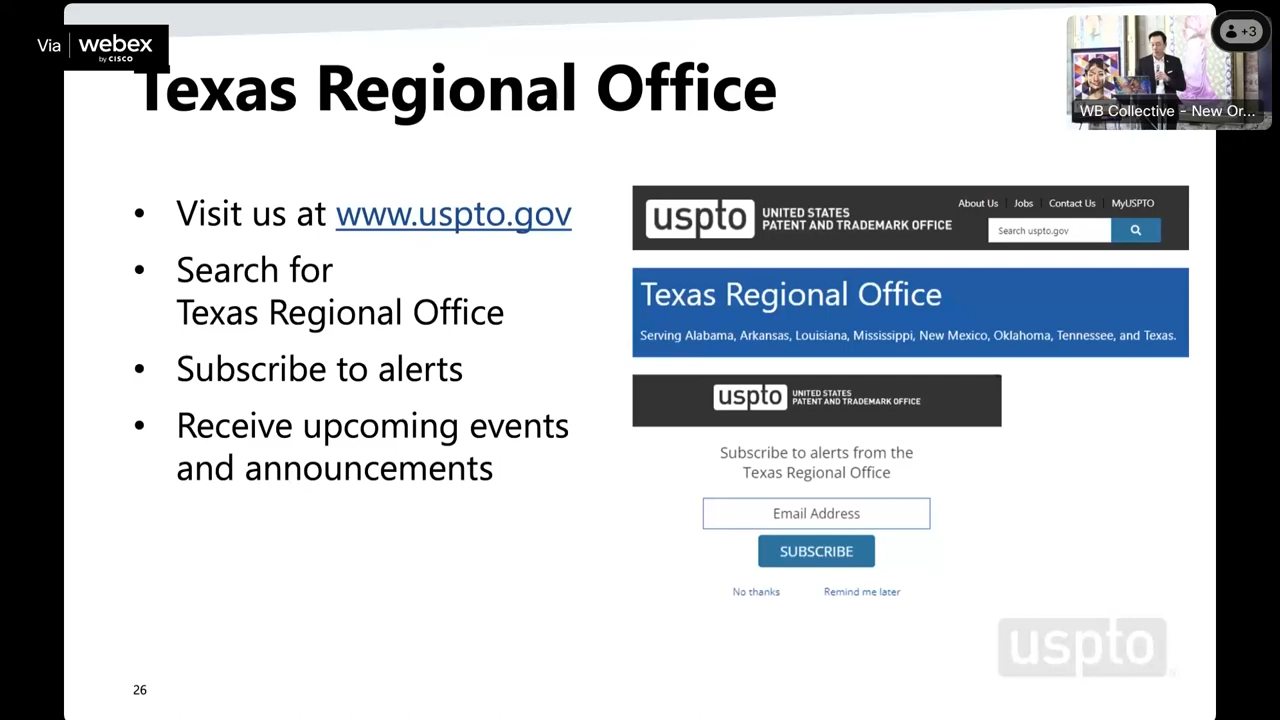 Via webex
by CISCO
+3
WB Collective - New Or...
Texas Regional Office
• Visit us at www.uspto.gov
• Search for
Texas Regional Office
• Subscribe to alerts
• Receive upcoming events
and announcements
About Us Jobs Contact Us MyUSPTO
uspto UNITED STATES
PATENT AND TRADEMARK OFFICE
Search uspto.gov
Texas Regional Office
Serving Alabama, Arkansas, Louisiana, Mississippi, New Mexico, Oklahoma, Tennessee, and Texas.
uspto UNITED STATES
PATENT AND TRADEMARK OFFICE
Subscribe to alerts from the
Texas Regional Office
Email Address
SUBSCRIBE
No thanks Remind me later
uspto
26